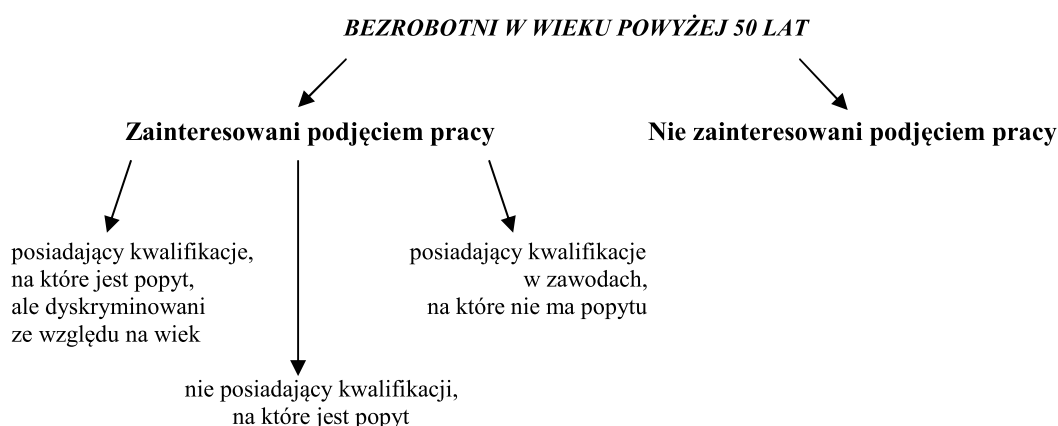 BEZROBOTNI W WIEKU POWYŻEJ 50 LAT
Zainteresowani podjęciem pracy
Nie zainteresowani podjęciem pracy
posiadający kwalifikacje,
na które jest popyt,
ale dyskryminowani
ze względu na wiek
posiadający kwalifikacje
w zawodach,
na które nie ma popytu
nie posiadający kwalifikacji,
na które jest popyt